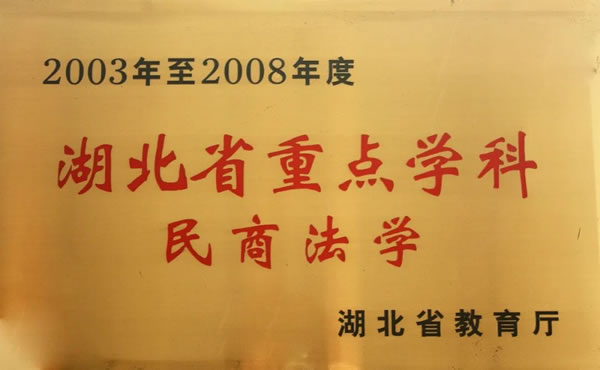 2003年至2008年度
湖北省重点学科
民商法学
湖北省教育厅